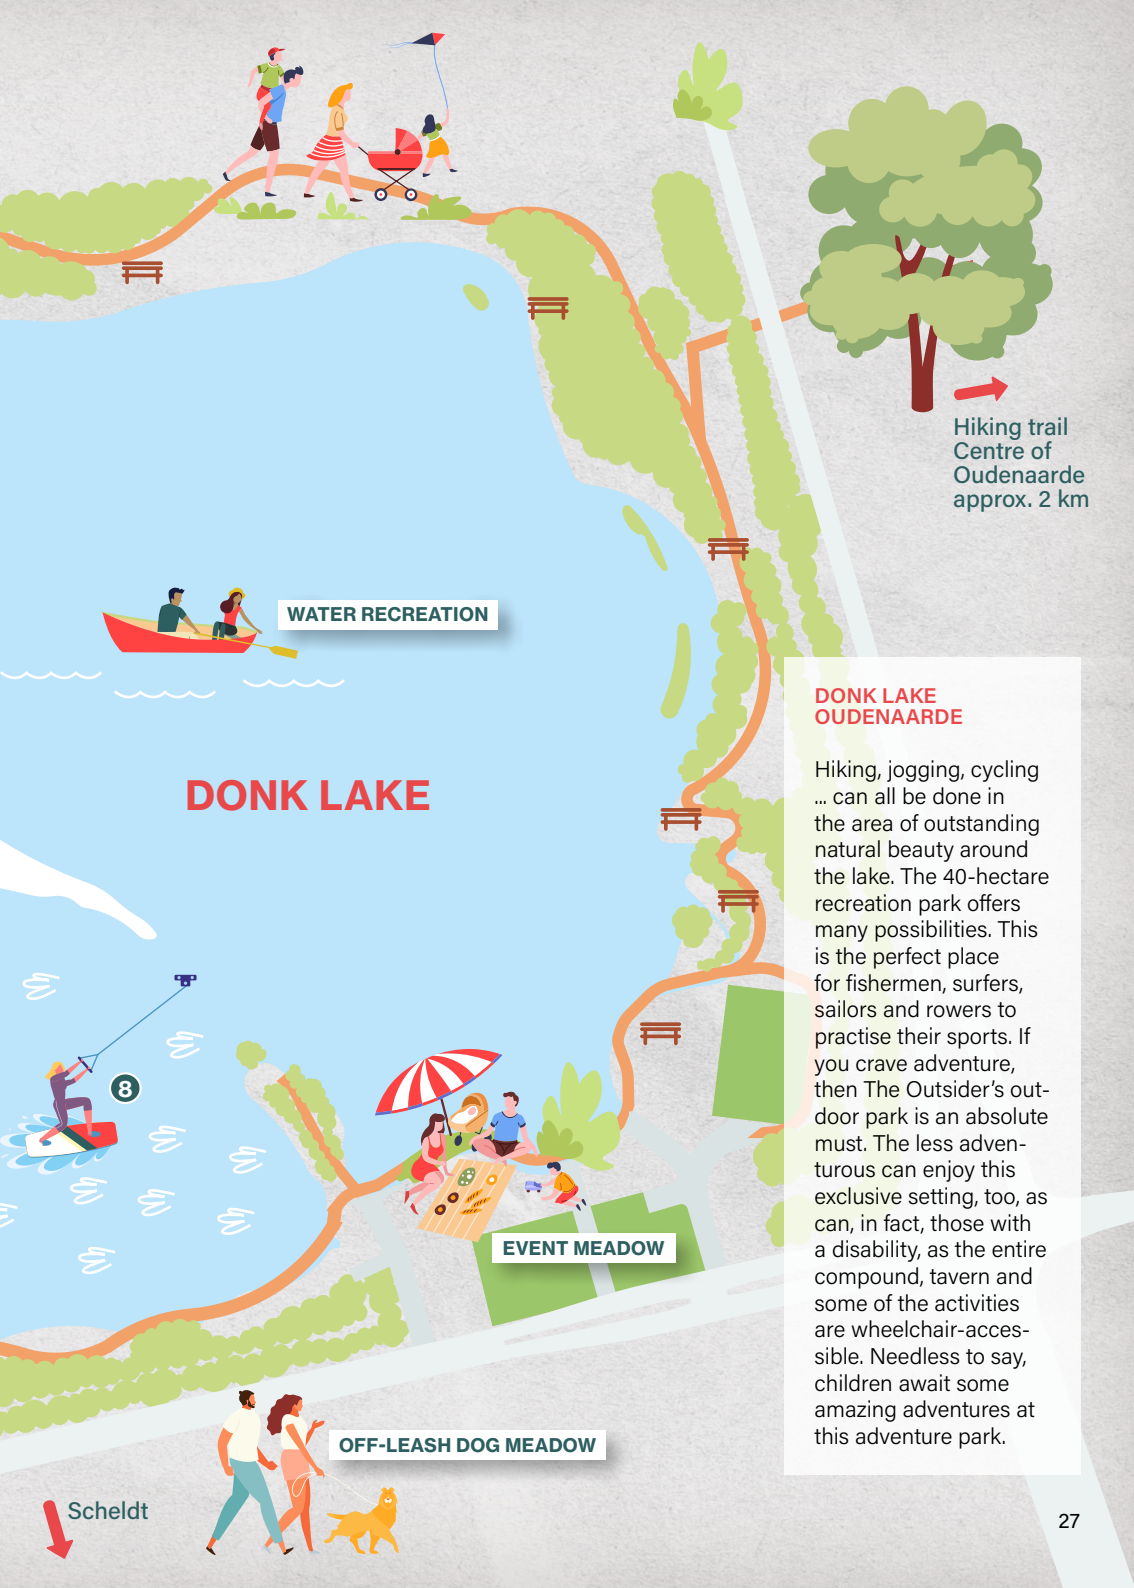 Hiking trail
Centre of
Oudenaarde
approx. 2 km
WATER RECREATION
DONK LAKE
8
EVENT MEADOW
OFF-LEASH DOG MEADOW
Scheldt
DONK LAKE
OUDENAARDE
Hiking, jogging, cycling
... can all be done in
the area of outstanding
natural beauty around
the lake. The 40-hectare
recreation park offers
many possibilities. This
is the perfect place
for fishermen, surfers,
sailors and rowers to
practise their sports. If
you crave adventure,
then The Outsider's out-
door park is an absolute
must. The less adven-
turous can enjoy this
exclusive setting, too, as
can, in fact, those with
a disability, as the entire
compound, tavern and
some of the activities
are wheelchair-acces-
sible. Needless to say,
children await some
amazing adventures at
this adventure park.
27